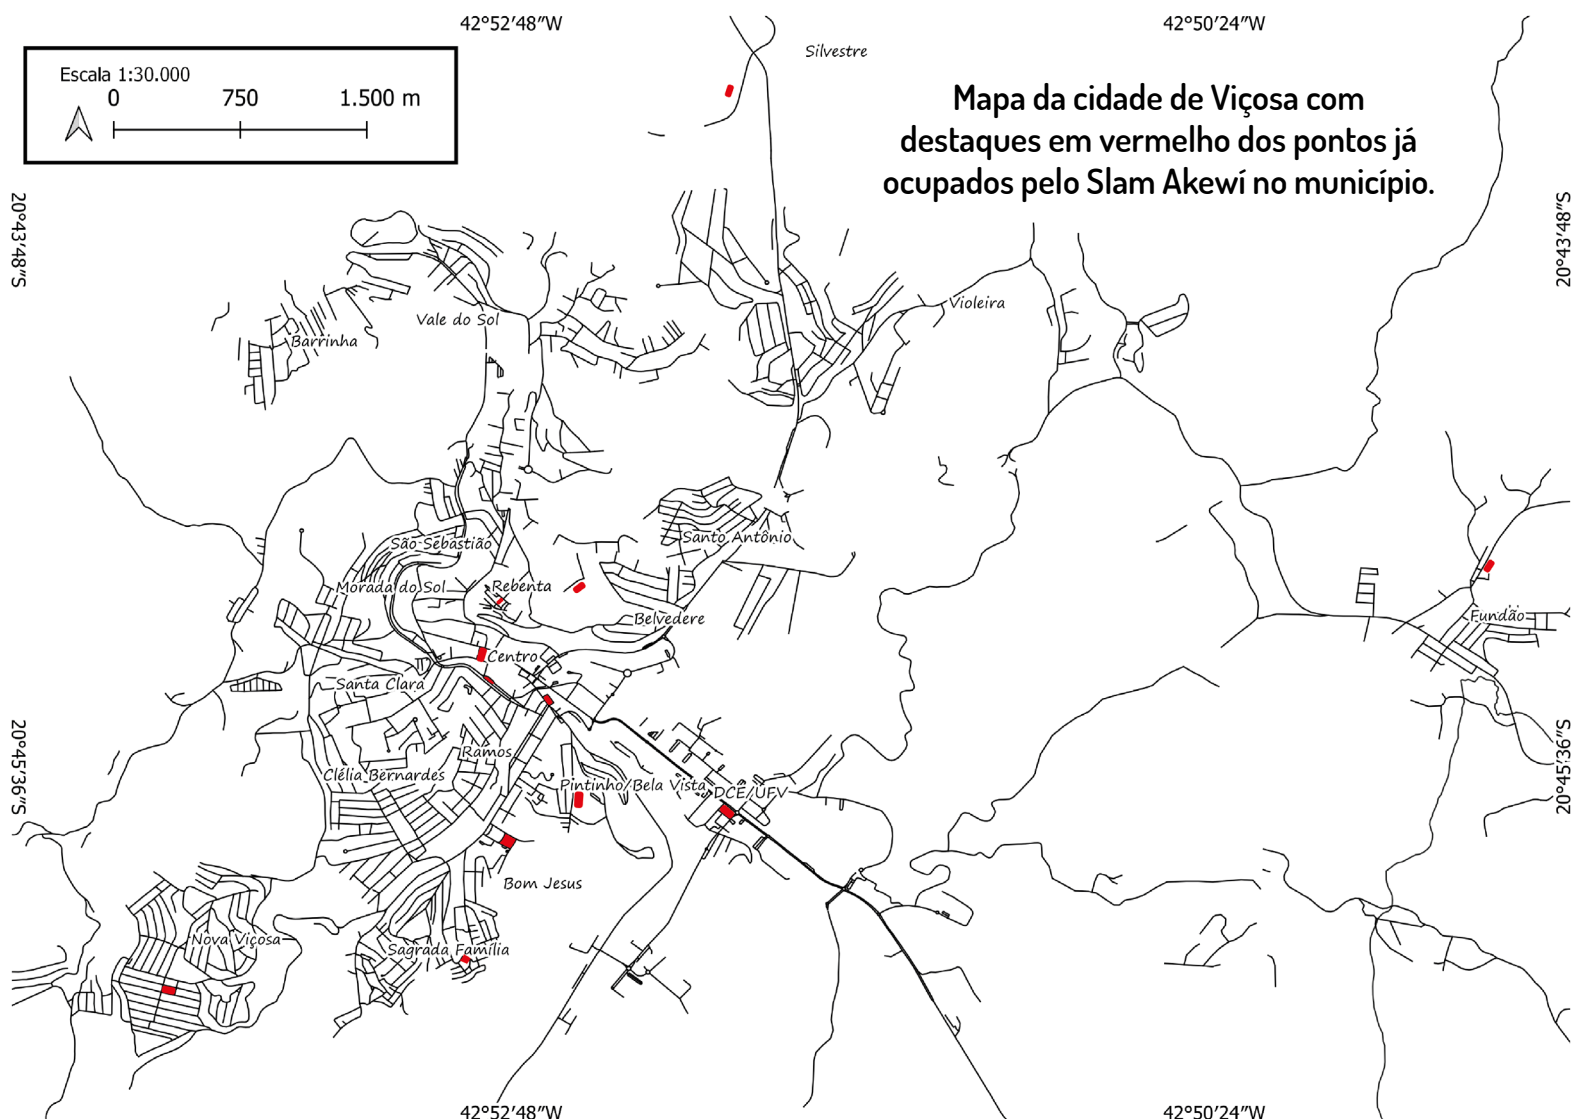 42°52'48"W
42°50'24"W
Silvestre
Escala 1:30.000
0 750 1.500 m
Mapa da cidade de Viçosa com
destaques em vermelho dos pontos já
ocupados pelo Slam Akewí no município.
20°43'48"S
20°43'48"S
Violeira
Vale do Sol
Barrinha
Santo Antônio
São Sebastião
Morada do Sol
Rebenta
Belvedere
Fundão
Centro
Santa Clara
Ramos
Clélia Bernardes
Pintinho/Bela Vista
DCE/UFV
20°45'36"S
20°45'36"S
Bom Jesus
Nova Viçosa
Sagrada Família
42°52'48"W
42°50'24"W